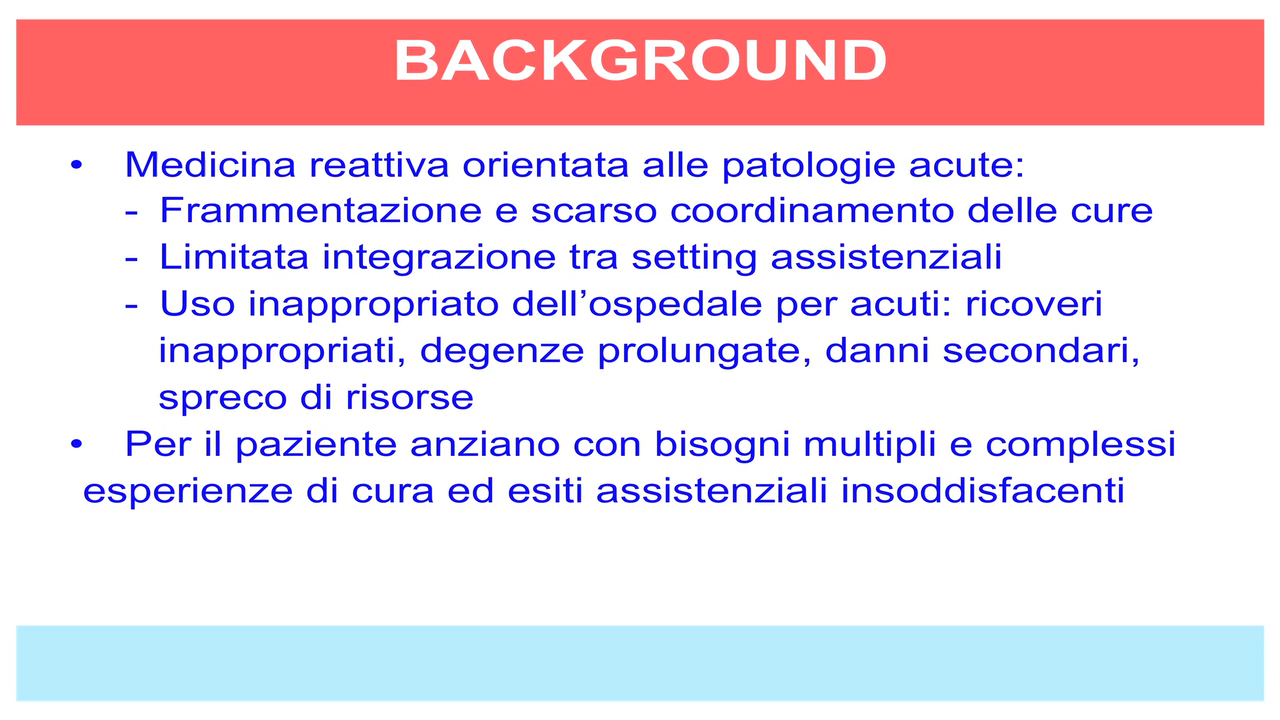 BACKGROUND
• Medicina reattiva orientata alle patologie acute:
- Frammentazione e scarso coordinamento delle cure
- Limitata integrazione tra setting assistenziali
- Uso inappropriato dell’ospedale per acuti: ricoveri
inappropriati, degenze prolungate, danni secondari,
spreco di risorse
• Per il paziente anziano con bisogni multipli e complessi
esperienze di cura ed esiti assistenziali insoddisfacenti